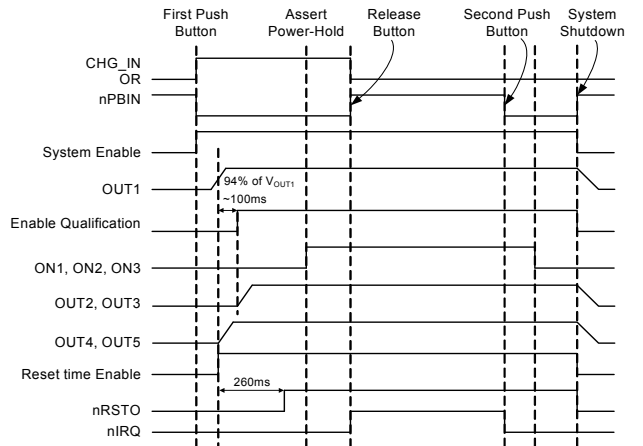 First Push
Button
Assert
Power-Hold
Release
Button
Second Push
Button
System
Shutdown
CHG_IN
OR
nPBIN
System Enable
OUT1
94% of VOUT1
~100ms
Enable Qualification
ON1, ON2, ON3
OUT2, OUT3
OUT4, OUT5
Reset time Enable
260ms
nRSTO
nIRQ